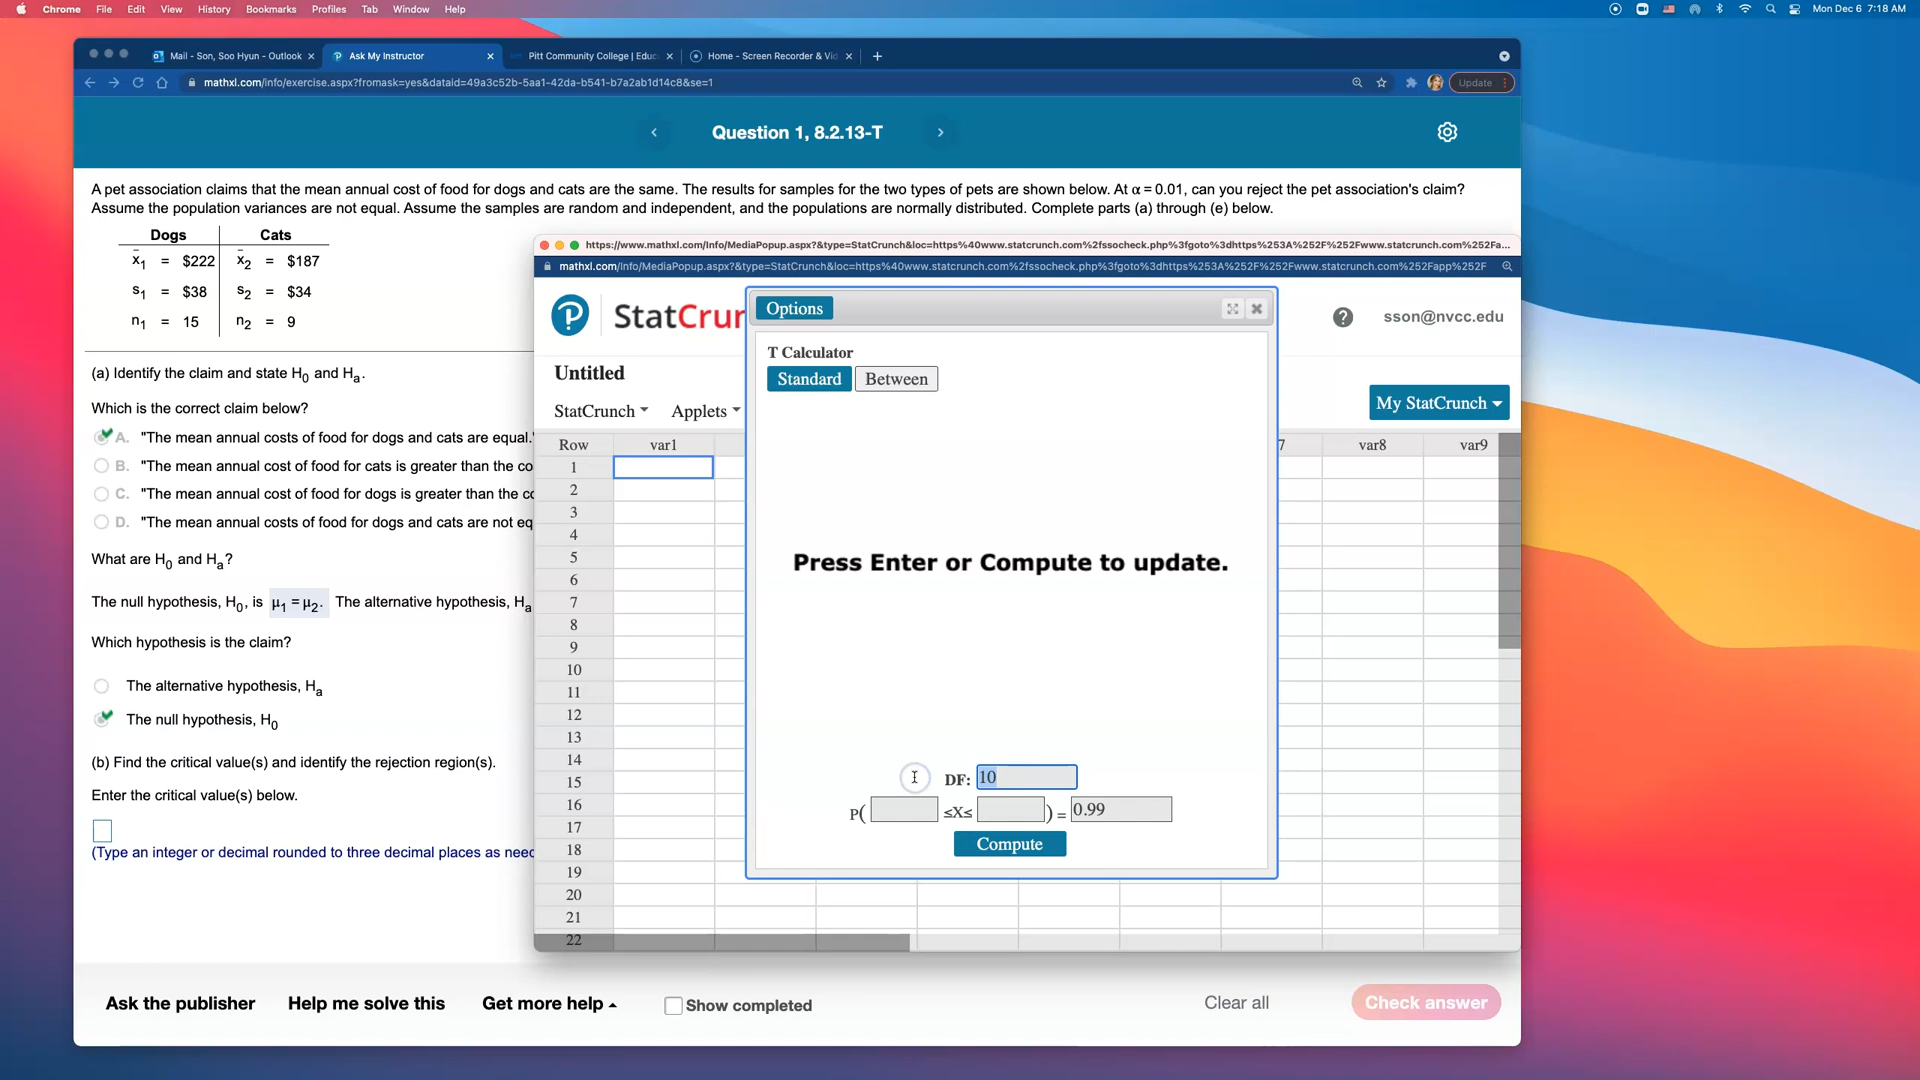 Chrome File Edit View History Bookmarks Profiles Tab Window Help
Mon Dec 6 7:18 AM
Mail - Son, Soo Hyun - Outlook
Ask My Instructor
Pitt Community College | Educ
Home - Screen Recorder & Vid
mathxl.com/info/exercise.aspx?fromask=yes&dataid=49a3c52b-5aa1-42da-b541-b7a2ab1d14c8&se=1
Update
Question 1, 8.2.13-T
A pet association claims that the mean annual cost of food for dogs and cats are the same. The results for samples for the two types of pets are shown below. At α = 0.01, can you reject the pet association's claim?
Assume the population variances are not equal. Assume the samples are random and independent, and the populations are normally distributed. Complete parts (a) through (e) below.
Dogs Cats
x̄1 = $222 x̄2 = $187
s1 = $38 s2 = $34
n1 = 15 n2 = 9
(a) Identify the claim and state H0 and Ha.
Which is the correct claim below?
A. "The mean annual costs of food for dogs and cats are equal."
B. "The mean annual cost of food for cats is greater than the co
C. "The mean annual cost of food for dogs is greater than the co
D. "The mean annual costs of food for dogs and cats are not eq
What are H0 and Ha?
The null hypothesis, H0, is μ1 = μ2. The alternative hypothesis, Ha
Which hypothesis is the claim?
The alternative hypothesis, Ha
The null hypothesis, H0
(b) Find the critical value(s) and identify the rejection region(s).
Enter the critical value(s) below.
(Type an integer or decimal rounded to three decimal places as need
https://www.mathxl.com/Info/MediaPopup.aspx?&type=StatCrunch&loc=https%40www.statcrunch.com%2fssocheck.php%3fgoto%3dhttps%253A%252F%252Fwww.statcrunch.com%252Fa...
mathxl.com/Info/MediaPopup.aspx?&type=StatCrunch&loc=https%40www.statcrunch.com%2fssocheck.php%3fgoto%3dhttps%253A%252F%252Fwww.statcrunch.com%252Fapp%252F
P StatCrun
? sson@nvcc.edu
Untitled
StatCrunch Applets
My StatCrunch
Row var1 7 var8 var9
1
2
3
4
5
6
7
8
9
10
11
12
13
14
15
16
17
18
19
20
21
22
Options
T Calculator
Standard Between
Press Enter or Compute to update.
DF: 10
P( ≤X≤ ) = 0.99
Compute
Ask the publisher Help me solve this Get more help Show completed
Clear all Check answer